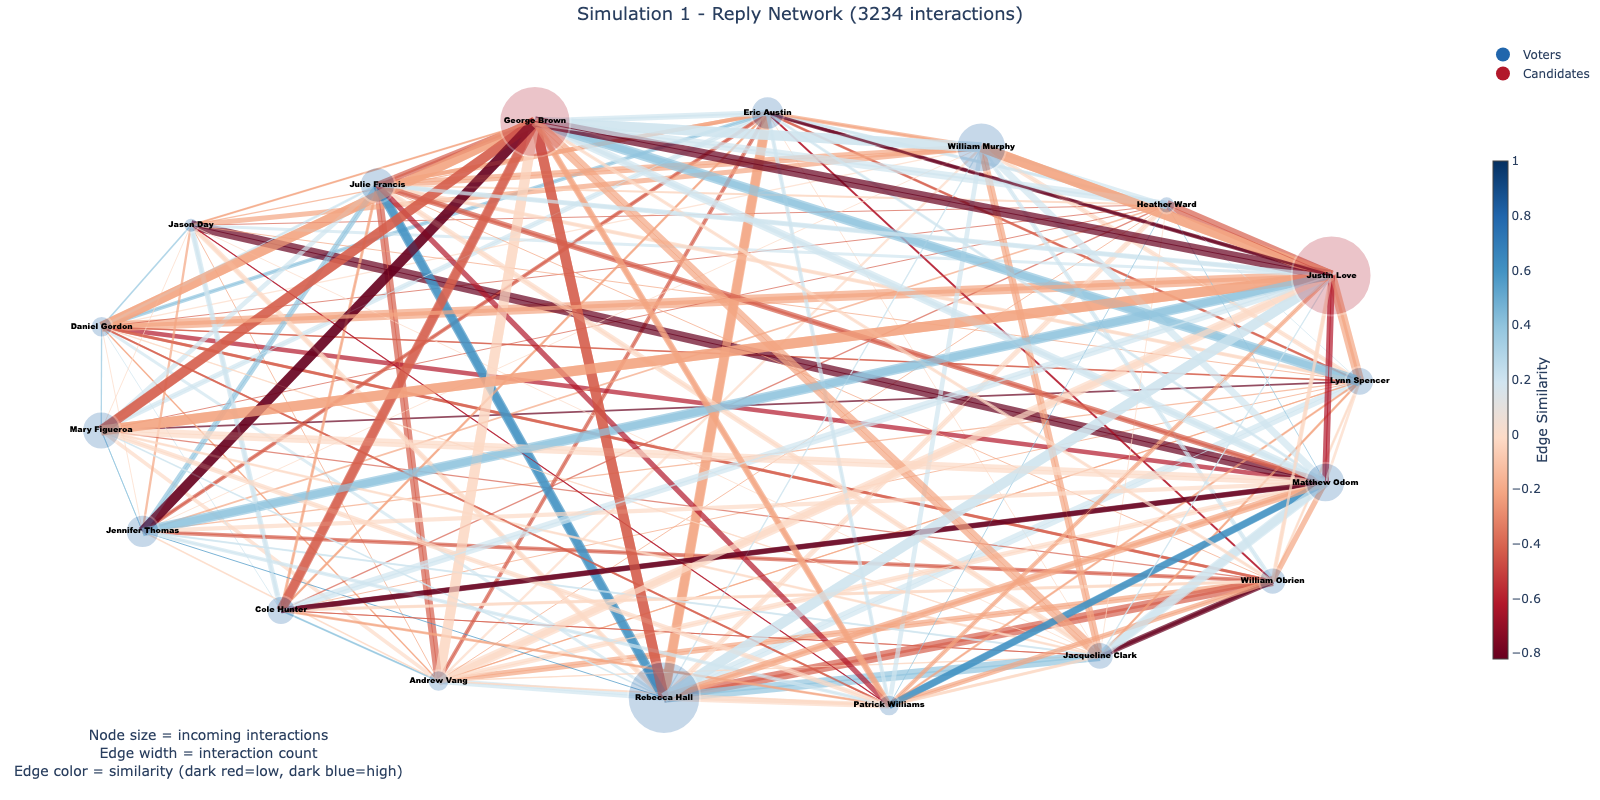 Simulation 1 - Reply Network (3234 interactions)
Voters
Candidates
George Brown
Eric Austin
William Murphy
Julie Francis
Heather Ward
Jason Day
Justin Love
Daniel Gordon
Lynn Spencer
Mary Figueroa
Matthew Odom
Jennifer Thomas
William Obrien
Cole Hunter
Jacqueline Clark
Andrew Vang
Rebecca Hall
Patrick Williams
1
0.8
0.6
0.4
0.2
0
−0.2
−0.4
−0.6
−0.8
Edge Similarity
Node size = incoming interactions
Edge width = interaction count
Edge color = similarity (dark red=low, dark blue=high)